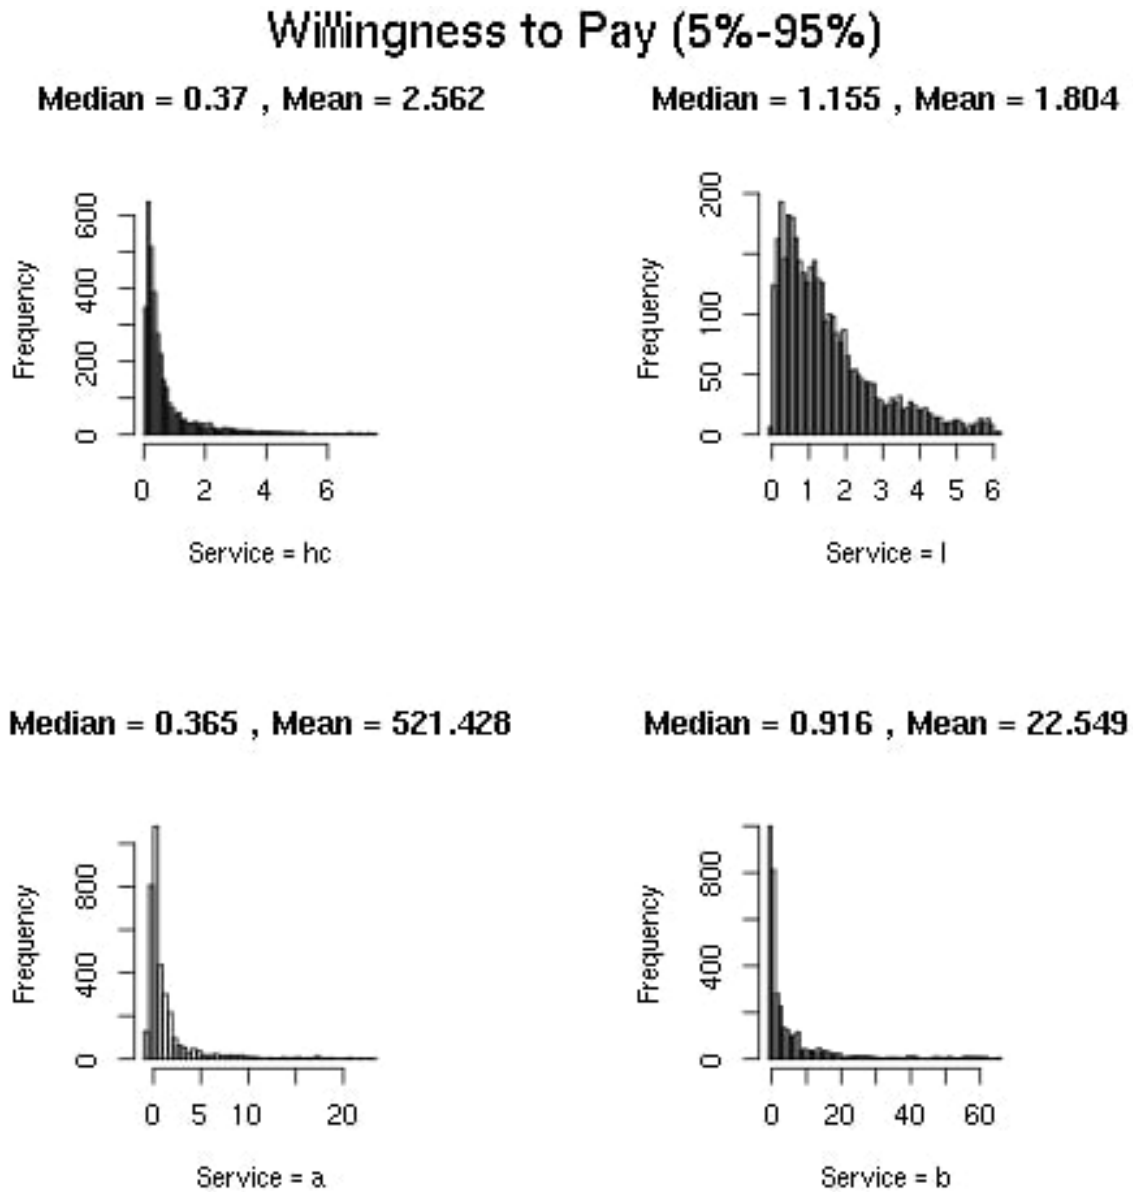 Willingness to Pay (5%-95%)
Median = 0.37 , Mean = 2.562
Frequency
0 200 400 600
0 2 4 6
Service = hc
Median = 1.155 , Mean = 1.804
Frequency
0 50 100 200
0 1 2 3 4 5 6
Service = l
Median = 0.365 , Mean = 521.428
Frequency
0 400 800
0 5 10 20
Service = a
Median = 0.916 , Mean = 22.549
Frequency
0 400 800
0 20 40 60
Service = b